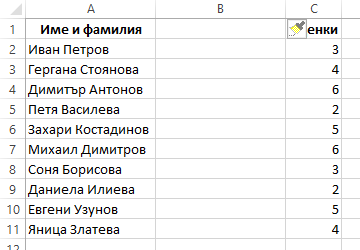 A B C
1 Име и фамилия енки
2 Иван Петров 3
3 Гергана Стоянова 4
4 Димитър Антонов 6
5 Петя Василева 2
6 Захари Костадинов 5
7 Михаил Димитров 6
8 Соня Борисова 3
9 Даниела Илиева 2
10 Евгени Узунов 5
11 Яница Златева 4